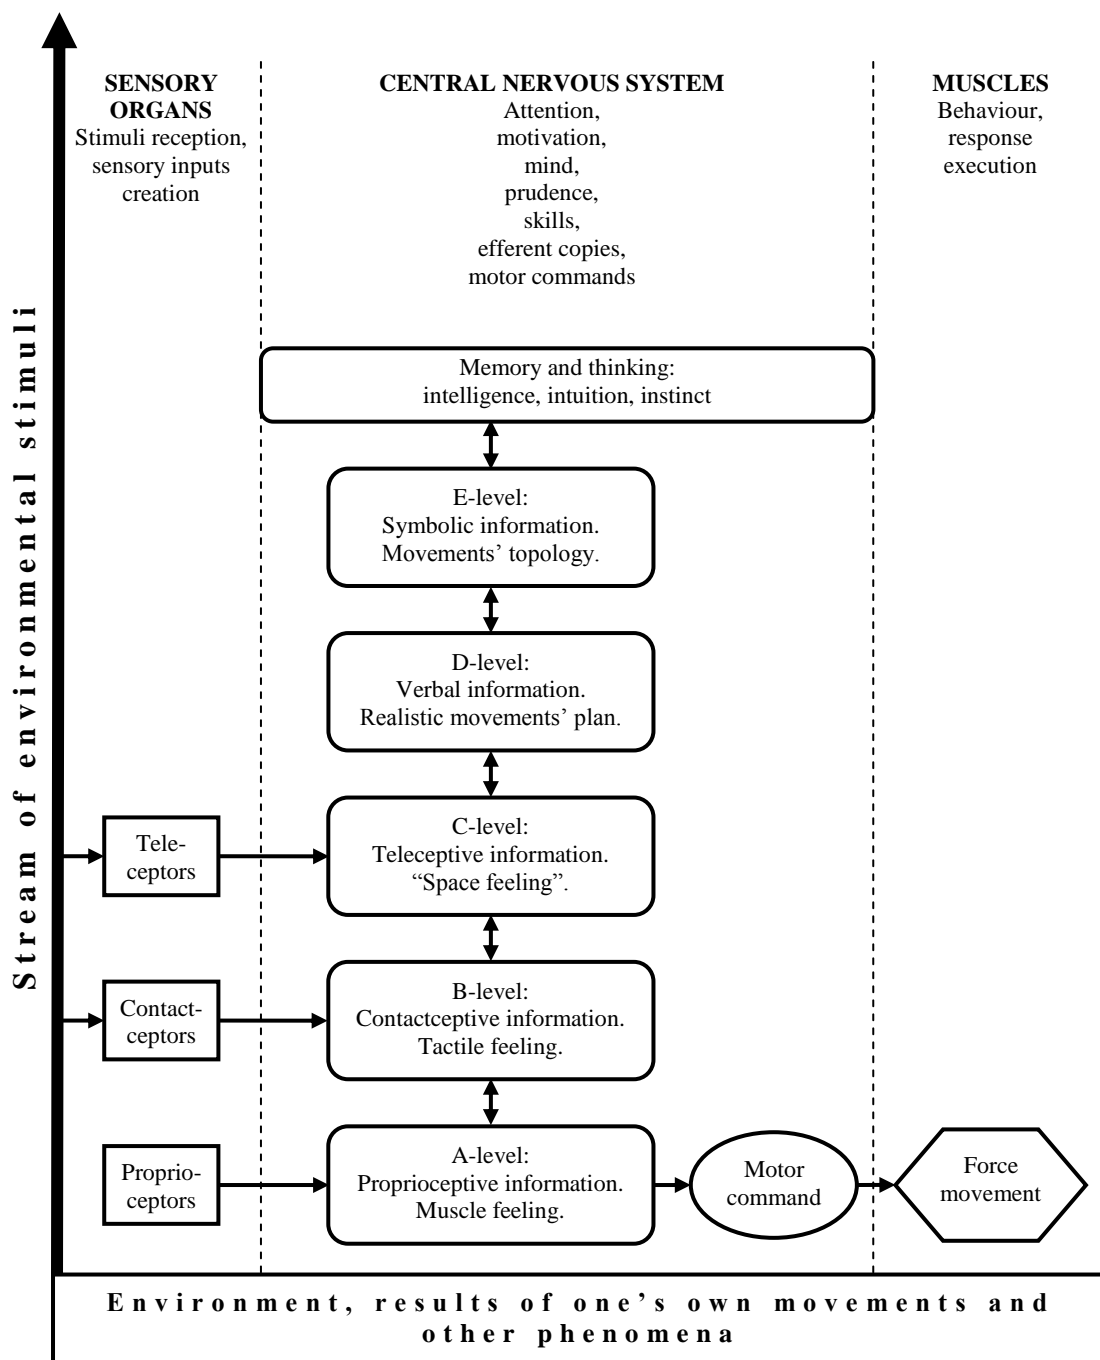 SENSORY
ORGANS
Stimuli reception,
sensory inputs
creation
CENTRAL NERVOUS SYSTEM
Attention,
motivation,
mind,
prudence,
skills,
efferent copies,
motor commands
MUSCLES
Behaviour,
response
execution
Stream of environmental stimuli
Memory and thinking:
intelligence, intuition, instinct
E-level:
Symbolic information.
Movements’ topology.
D-level:
Verbal information.
Realistic movements’ plan.
Tele-
ceptors
C-level:
Teleceptive information.
“Space feeling”.
Contact-
ceptors
B-level:
Contactceptive information.
Tactile feeling.
Proprio-
ceptors
A-level:
Proprioceptive information.
Muscle feeling.
Motor
command
Force
movement
Environment, results of one’s own movements and
other phenomena